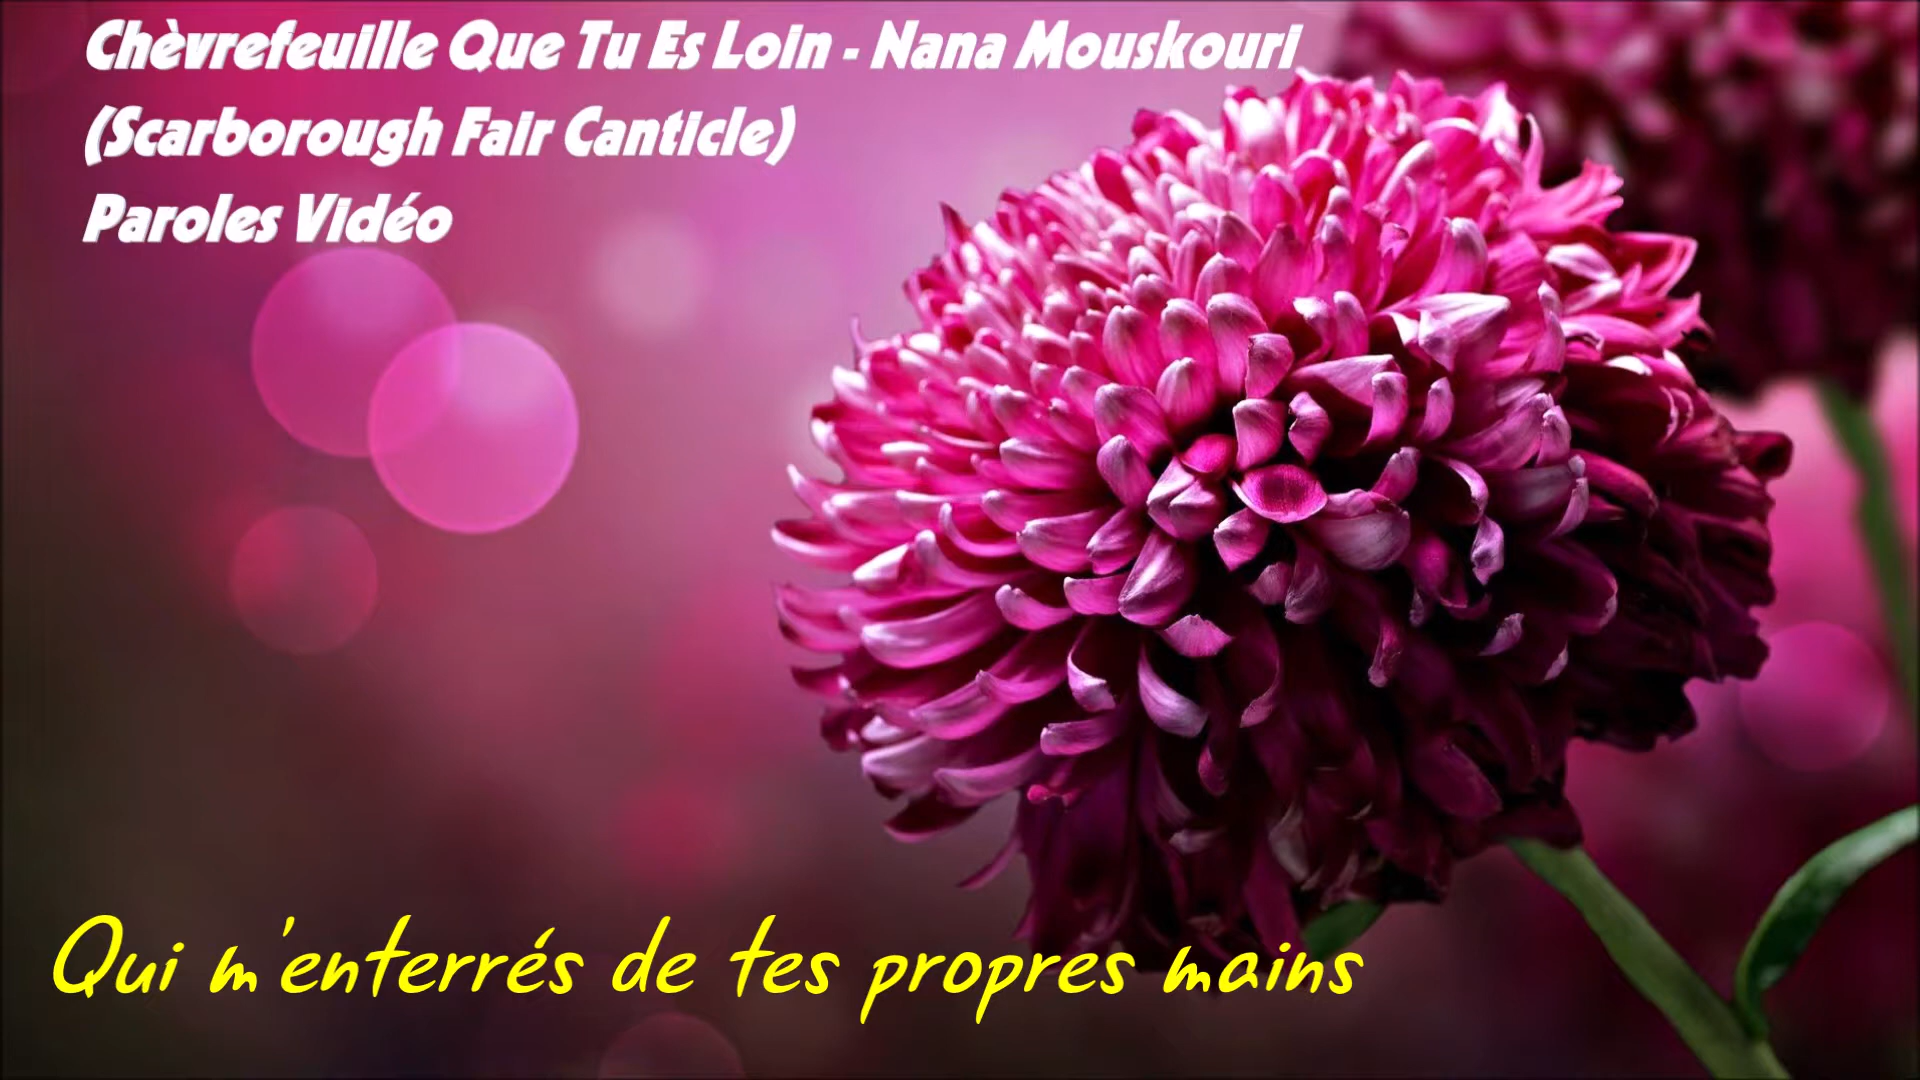 Chèvrefeuille Que Tu Es Loin - Nana Mouskouri
(Scarborough Fair Canticle)
Paroles Vidéo
Qui m'enterrés de tes propres mains